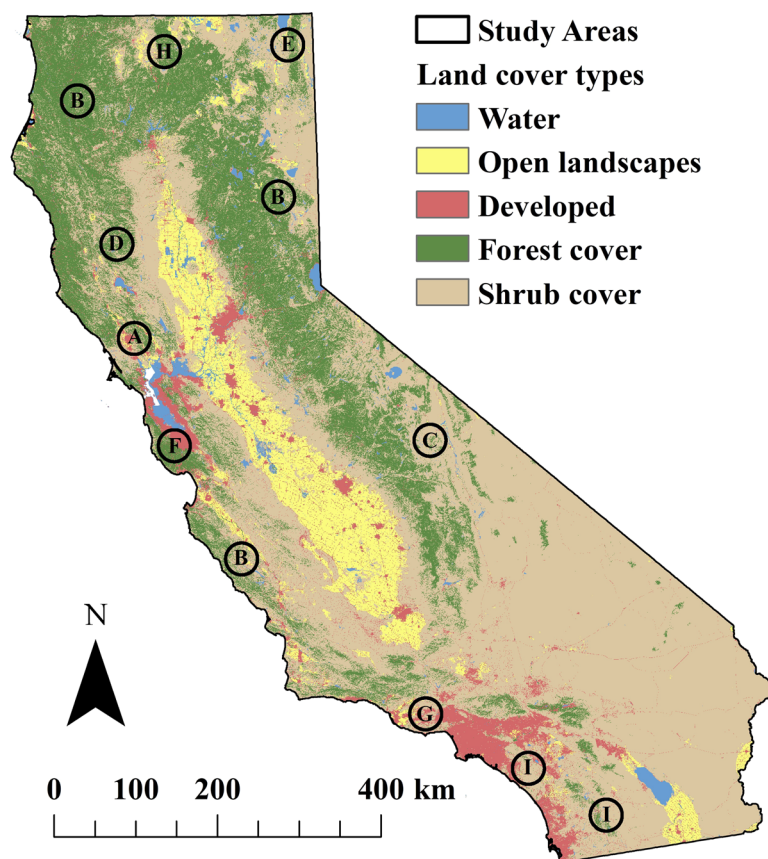 Study Areas
Land cover types
Water
Open landscapes
Developed
Forest cover
Shrub cover
H
E
B
B
D
A
C
F
B
G
I
I
N
0 100 200 400 km